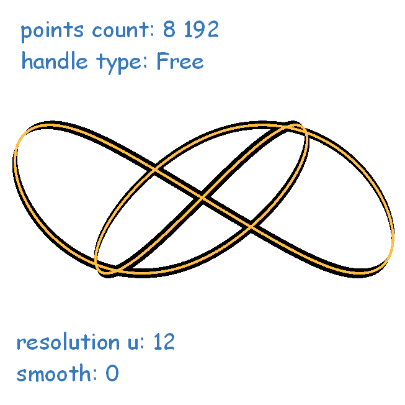 points count: 8 192
handle type: Free
resolution u: 12
smooth: 0